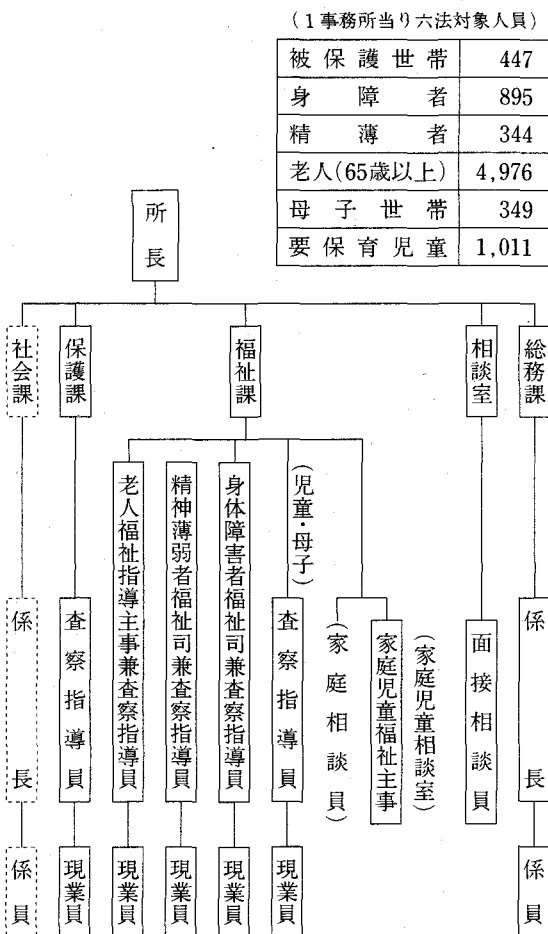 (1事務所当り六法対象人員)
被保護世帯 447
身障者 895
精薄者 344
老人(65歳以上) 4,976
母子世帯 349
要保育児童 1,011
所長
総務課
相談室
福祉課
保護課
社会課
(児童・母子)
係長
面接相談員
(家庭児童相談室)
家庭児童福祉主事
(家庭相談員)
査察指導員
身体障害者福祉司兼査察指導員
精神薄弱者福祉司兼査察指導員
老人福祉指導主事兼査察指導員
査察指導員
係長
係員
現業員
現業員
現業員
現業員
現業員
係員